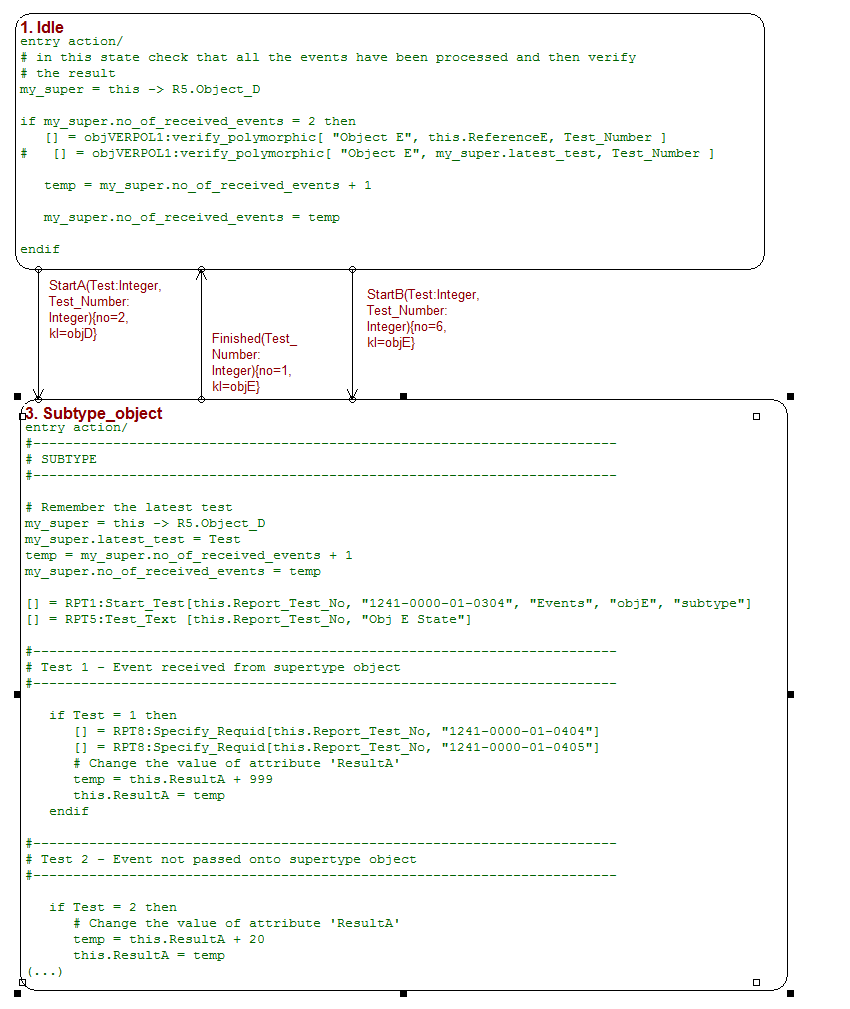 1. Idle
entry action/
# in this state check that all the events have been processed and then verify
# the result
my_super = this -> R5.Object_D
if my_super.no_of_received_events = 2 then
[] = objVERPOL1:verify_polymorphic[ "Object E", this.ReferenceE, Test_Number ]
#   [] = objVERPOL1:verify_polymorphic[ "Object E", my_super.latest_test, Test_Number ]
temp = my_super.no_of_received_events + 1
my_super.no_of_received_events = temp
endif
StartA(Test:Integer,
Test_Number:
Integer){no=2,
kl=objD}
Finished(Test_
Number:
Integer){no=1,
kl=objE}
StartB(Test:Integer,
Test_Number:
Integer){no=6,
kl=objE}
3. Subtype_object
entry action/
#-------------------------------------------------------------------------
# SUBTYPE
#-------------------------------------------------------------------------
# Remember the latest test
my_super = this -> R5.Object_D
my_super.latest_test = Test
temp = my_super.no_of_received_events + 1
my_super.no_of_received_events = temp
[] = RPT1:Start_Test[this.Report_Test_No, "1241-0000-01-0304", "Events", "objE", "subtype"]
[] = RPT5:Test_Text [this.Report_Test_No, "Obj E State"]
#-------------------------------------------------------------------------
# Test 1 - Event received from supertype object
#-------------------------------------------------------------------------
if Test = 1 then
[] = RPT8:Specify_Requid[this.Report_Test_No, "1241-0000-01-0404"]
[] = RPT8:Specify_Requid[this.Report_Test_No, "1241-0000-01-0405"]
# Change the value of attribute 'ResultA'
temp = this.ResultA + 999
this.ResultA = temp
endif
#-------------------------------------------------------------------------
# Test 2 - Event not passed onto supertype object
#-------------------------------------------------------------------------
if Test = 2 then
# Change the value of attribute 'ResultA'
temp = this.ResultA + 20
this.ResultA = temp
(...)